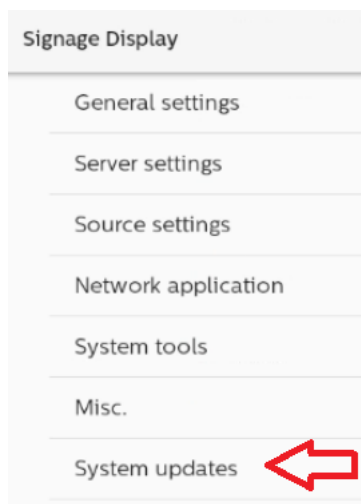 Signage Display
General settings
Server settings
Source settings
Network application
System tools
Misc.
System updates